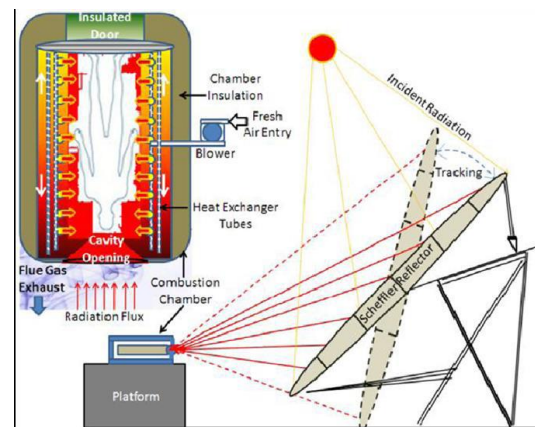 Insulated
Door
Chamber
Insulation
Fresh
Air Entry
Blower
Heat Exchanger
Tubes
Cavity
Opening
Flue Gas
Exhaust
Radiation Flux
Combustion
Chamber
Platform
Incident Radiation
Tracking
Scheffler Reflector